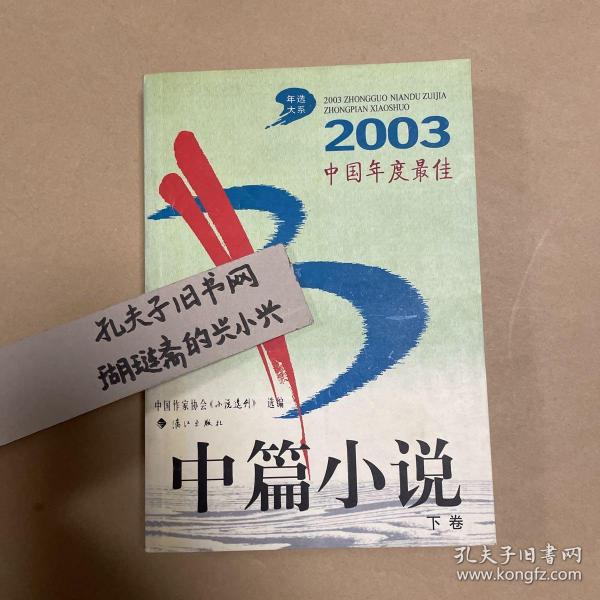 年选
大系
2003 ZHONGGUO NIANDU ZUIJIA
ZHONGPIAN XIAOSHUO
2003
中国年度最佳
孔夫子旧书网
瑚琏斋的兴小兴
中国作家协会《小说选刊》 选编
漓江出版社
中篇小说
下卷
孔夫子旧书网
www.kongfz.com